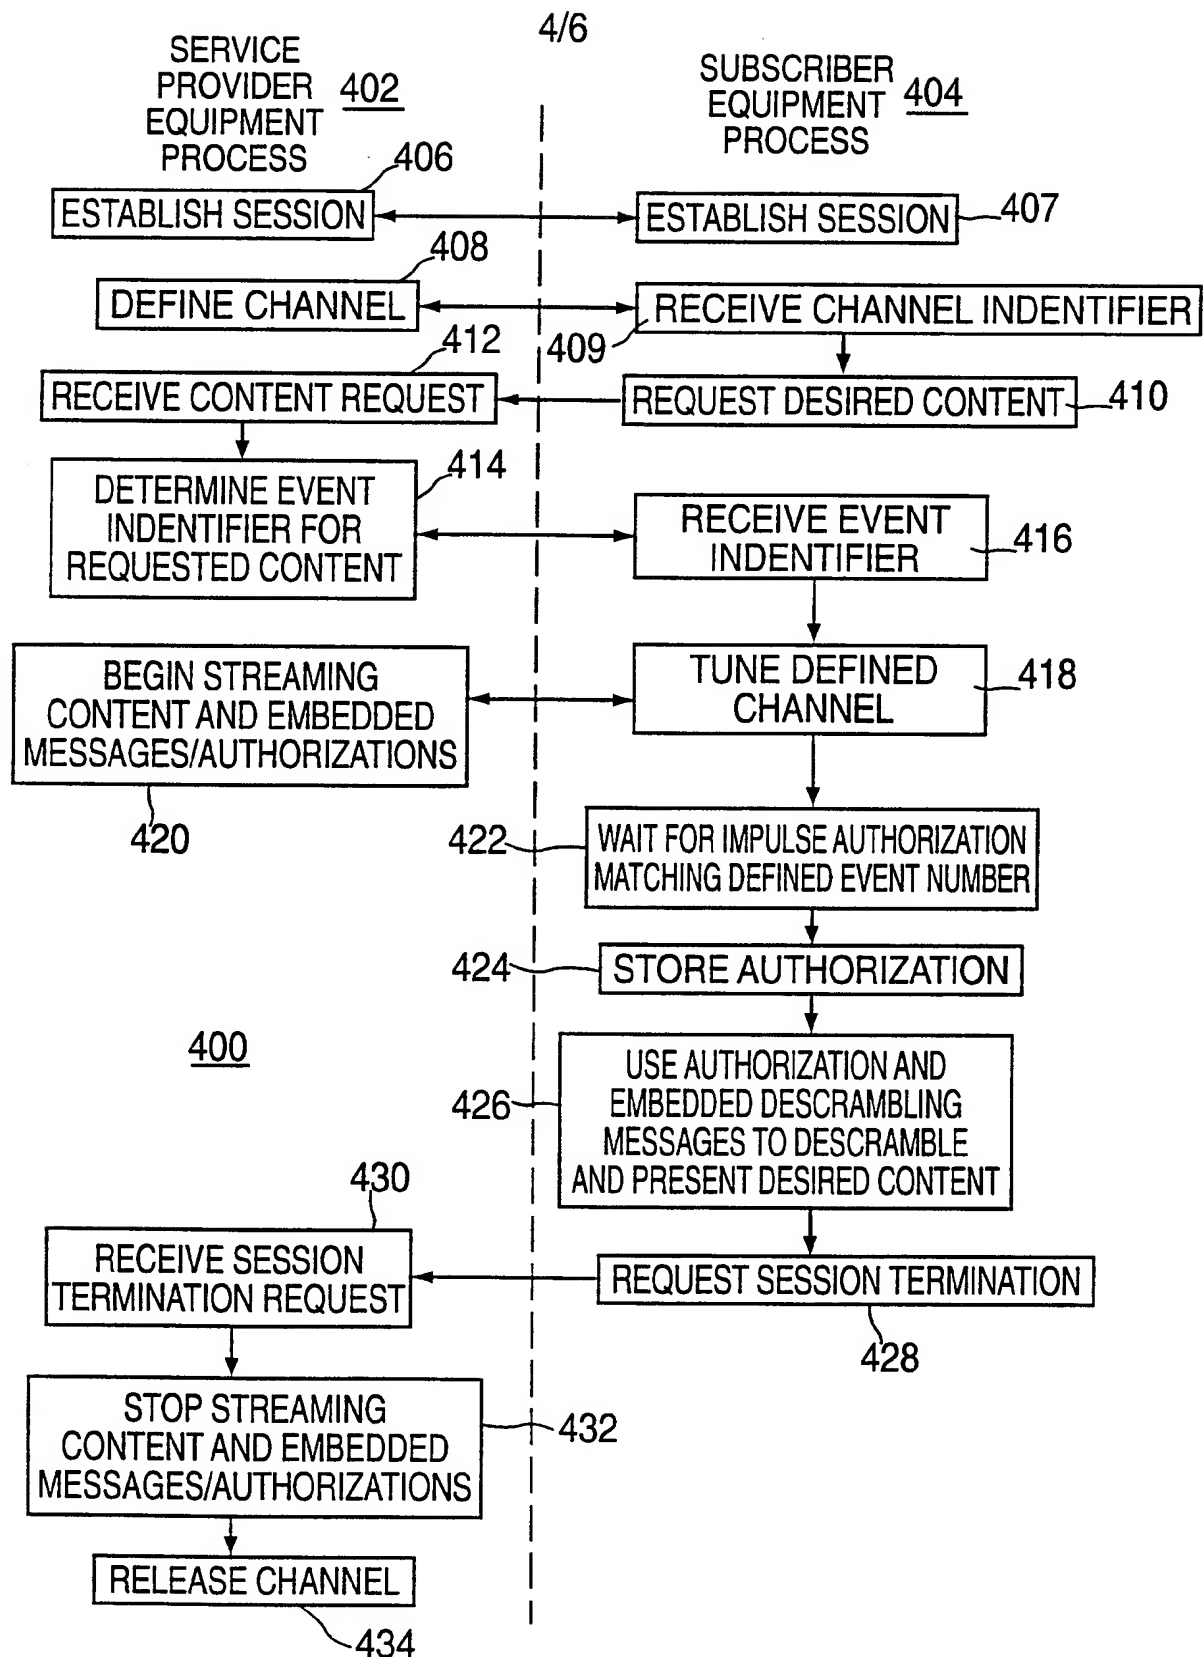 4/6
SERVICE
PROVIDER
EQUIPMENT
PROCESS
402
SUBSCRIBER
EQUIPMENT
PROCESS
404
406
ESTABLISH SESSION
ESTABLISH SESSION
407
408
DEFINE CHANNEL
RECEIVE CHANNEL INDENTIFIER
409
412
RECEIVE CONTENT REQUEST
REQUEST DESIRED CONTENT
410
414
DETERMINE EVENT
INDENTIFIER FOR
REQUESTED CONTENT
RECEIVE EVENT
INDENTIFIER
416
BEGIN STREAMING
CONTENT AND EMBEDDED
MESSAGES/AUTHORIZATIONS
420
TUNE DEFINED
CHANNEL
418
422
WAIT FOR IMPULSE AUTHORIZATION
MATCHING DEFINED EVENT NUMBER
424
STORE AUTHORIZATION
400
426
USE AUTHORIZATION AND
EMBEDDED DESCRAMBLING
MESSAGES TO DESCRAMBLE
AND PRESENT DESIRED CONTENT
430
RECEIVE SESSION
TERMINATION REQUEST
REQUEST SESSION TERMINATION
428
STOP STREAMING
CONTENT AND EMBEDDED
MESSAGES/AUTHORIZATIONS
432
RELEASE CHANNEL
434